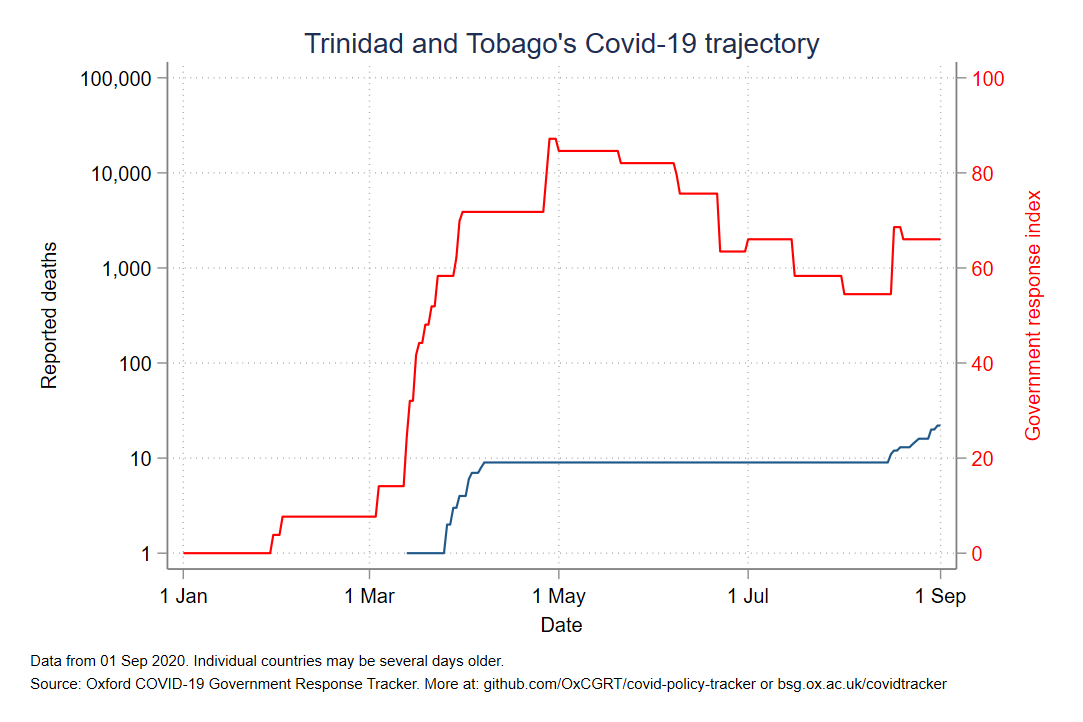 Trinidad and Tobago's Covid-19 trajectory
100,000
10,000
1,000
100
10
1
Reported deaths
100
80
60
40
20
0
Government response index
1 Jan
1 Mar
1 May
1 Jul
1 Sep
Date
Data from 01 Sep 2020. Individual countries may be several days older.
Source: Oxford COVID-19 Government Response Tracker. More at: github.com/OxCGRT/covid-policy-tracker or bsg.ox.ac.uk/covidtracker